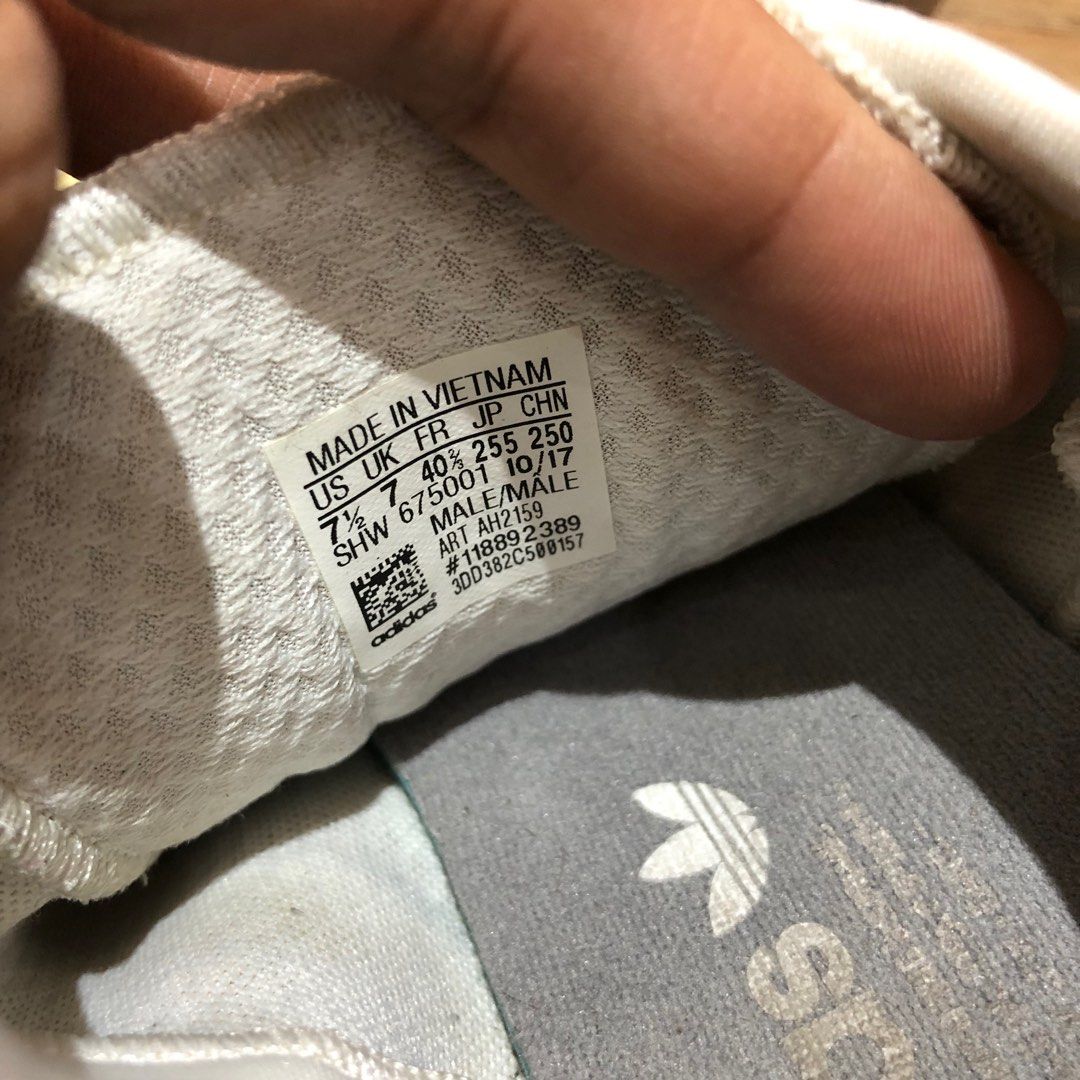 MADE IN VIETNAM
US UK FR JP CHN
7½ 7 40⅔ 255 250
SHW 675001 10/17
MALE/MÂLE
ART AH2159
#118892389
3DD382C500157
adidas®